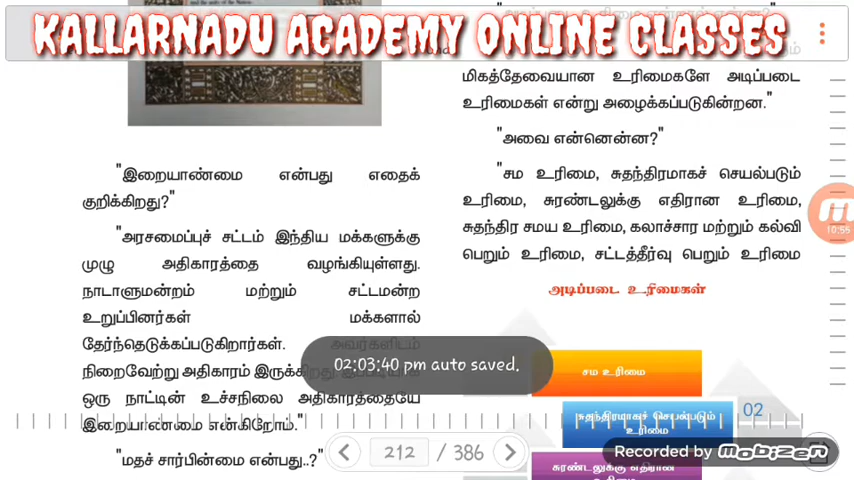 KALLARNADU ACADEMY ONLINE CLASSES
"இறையாண்மை என்பது எதைக்
குறிக்கிறது?"
"அரசமைப்புச் சட்டம் இந்திய மக்களுக்கு
முழு அதிகாரத்தை வழங்கியுள்ளது.
நாடாளுமன்றம் மற்றும் சட்டமன்ற
உறுப்பினர்கள் மக்களால்
தேர்ந்தெடுக்கப்படுகிறார்கள். அவர்களிடம்
நிறைவேற்று அதிகாரம் இருக்கிறது.
ஒரு நாட்டின் உச்சநிலை அதிகாரத்தையே
இறையாண்மை என்கிறோம்."
"மதச் சார்பின்மை என்பது..?"
மிகத்தேவையான உரிமைகளே அடிப்படை
உரிமைகள் என்று அழைக்கப்படுகின்றன."
"அவை என்னென்ன?"
"சம உரிமை, சுதந்திரமாகச் செயல்படும்
உரிமை, சுரண்டலுக்கு எதிரான உரிமை,
சுதந்திர சமய உரிமை, கலாச்சார மற்றும் கல்வி
பெறும் உரிமை, சட்டத்தீர்வு பெறும் உரிமை
அடிப்படை உரிமைகள்
சம உரிமை
சுதந்திரமாகச் செயல்படும்
உரிமை
சுரண்டலுக்கு எதிரான
02
10:55
02:03:40 pm auto saved.
212 / 386
Recorded by mobizen